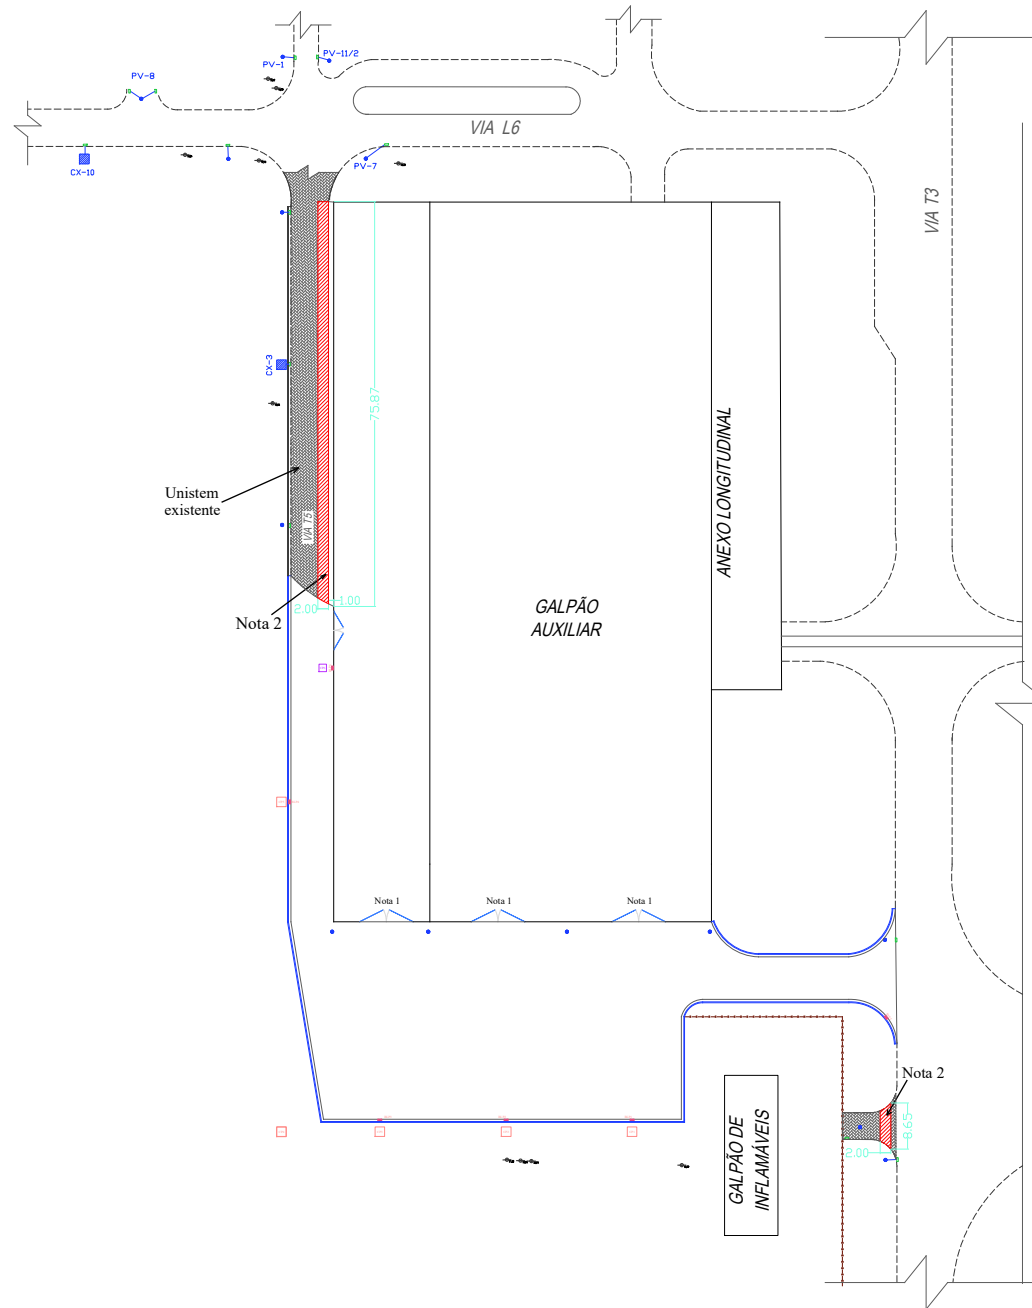 PV-1
PV-11/2
PV-8
CX-10
PV-7
VIA L6
VIA T3
CX-3
75.87
ANEXO LONGITUDINAL
Unistem
existente
VIA T5
GALPÃO
AUXILIAR
1.00
2.00
Nota 2
Nota 1
Nota 1
Nota 1
Nota 2
GALPÃO DE
INFLAMÁVEIS
8.65
2.00